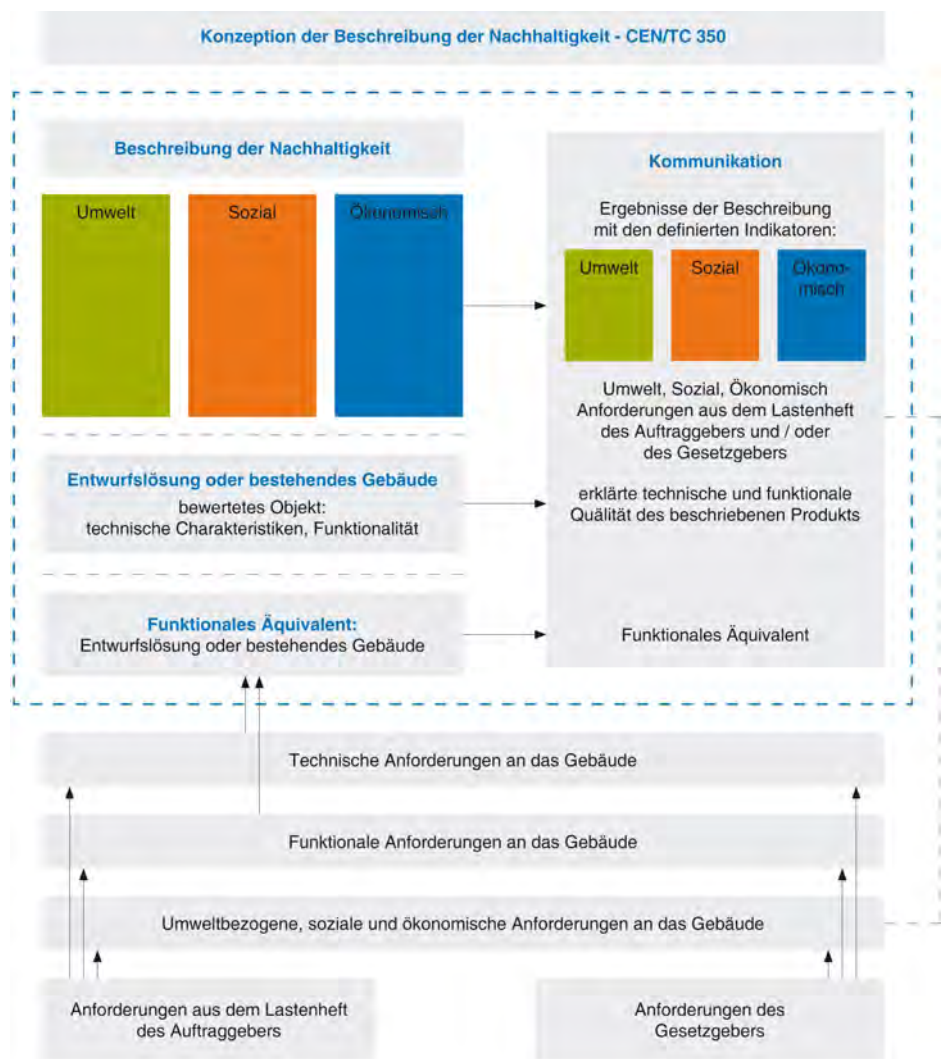 Konzeption der Beschreibung der Nachhaltigkeit - CEN/TC 350
Beschreibung der Nachhaltigkeit
Umwelt
Sozial
Ökonomisch
Entwurfslösung oder bestehendes Gebäude
bewertetes Objekt:
technische Charakteristiken, Funktionalität
Funktionales Äquivalent:
Entwurfslösung oder bestehendes Gebäude
Kommunikation
Ergebnisse der Beschreibung
mit den definierten Indikatoren:
Umwelt
Sozial
Ökono-
misch
Umwelt, Sozial, Ökonomisch
Anforderungen aus dem Lastenheft
des Auftraggebers und / oder
des Gesetzgebers
erklärte technische und funktionale
Quälität des beschriebenen Produkts
Funktionales Äquivalent
Technische Anforderungen an das Gebäude
Funktionale Anforderungen an das Gebäude
Umweltbezogene, soziale und ökonomische Anforderungen an das Gebäude
Anforderungen aus dem Lastenheft
des Auftraggebers
Anforderungen des
Gesetzgebers